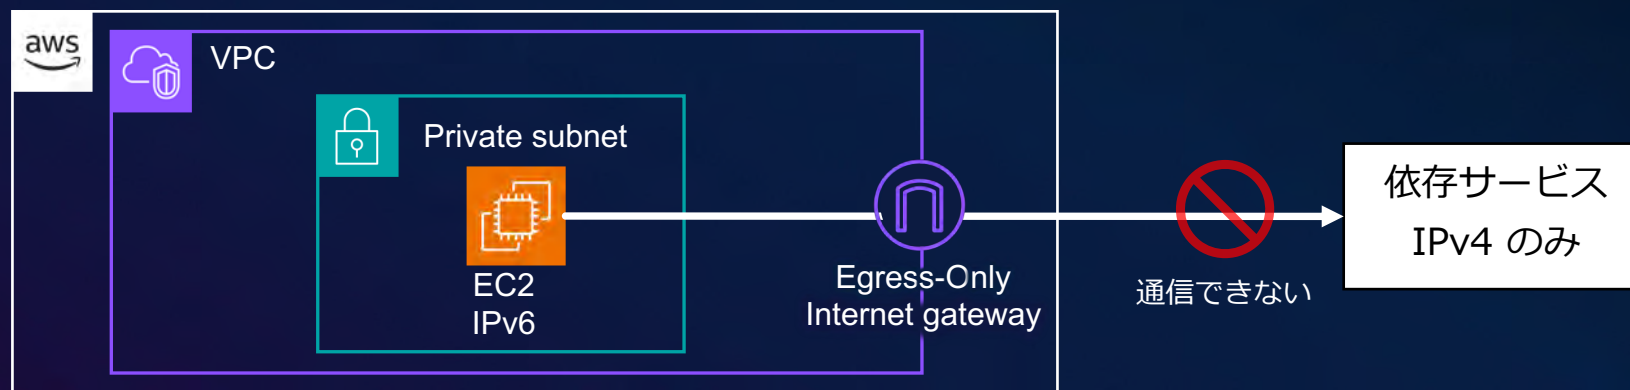 aws
VPC
Private subnet
EC2
IPv6
Egress-Only
Internet gateway
通信できない
依存サービス
IPv4 のみ